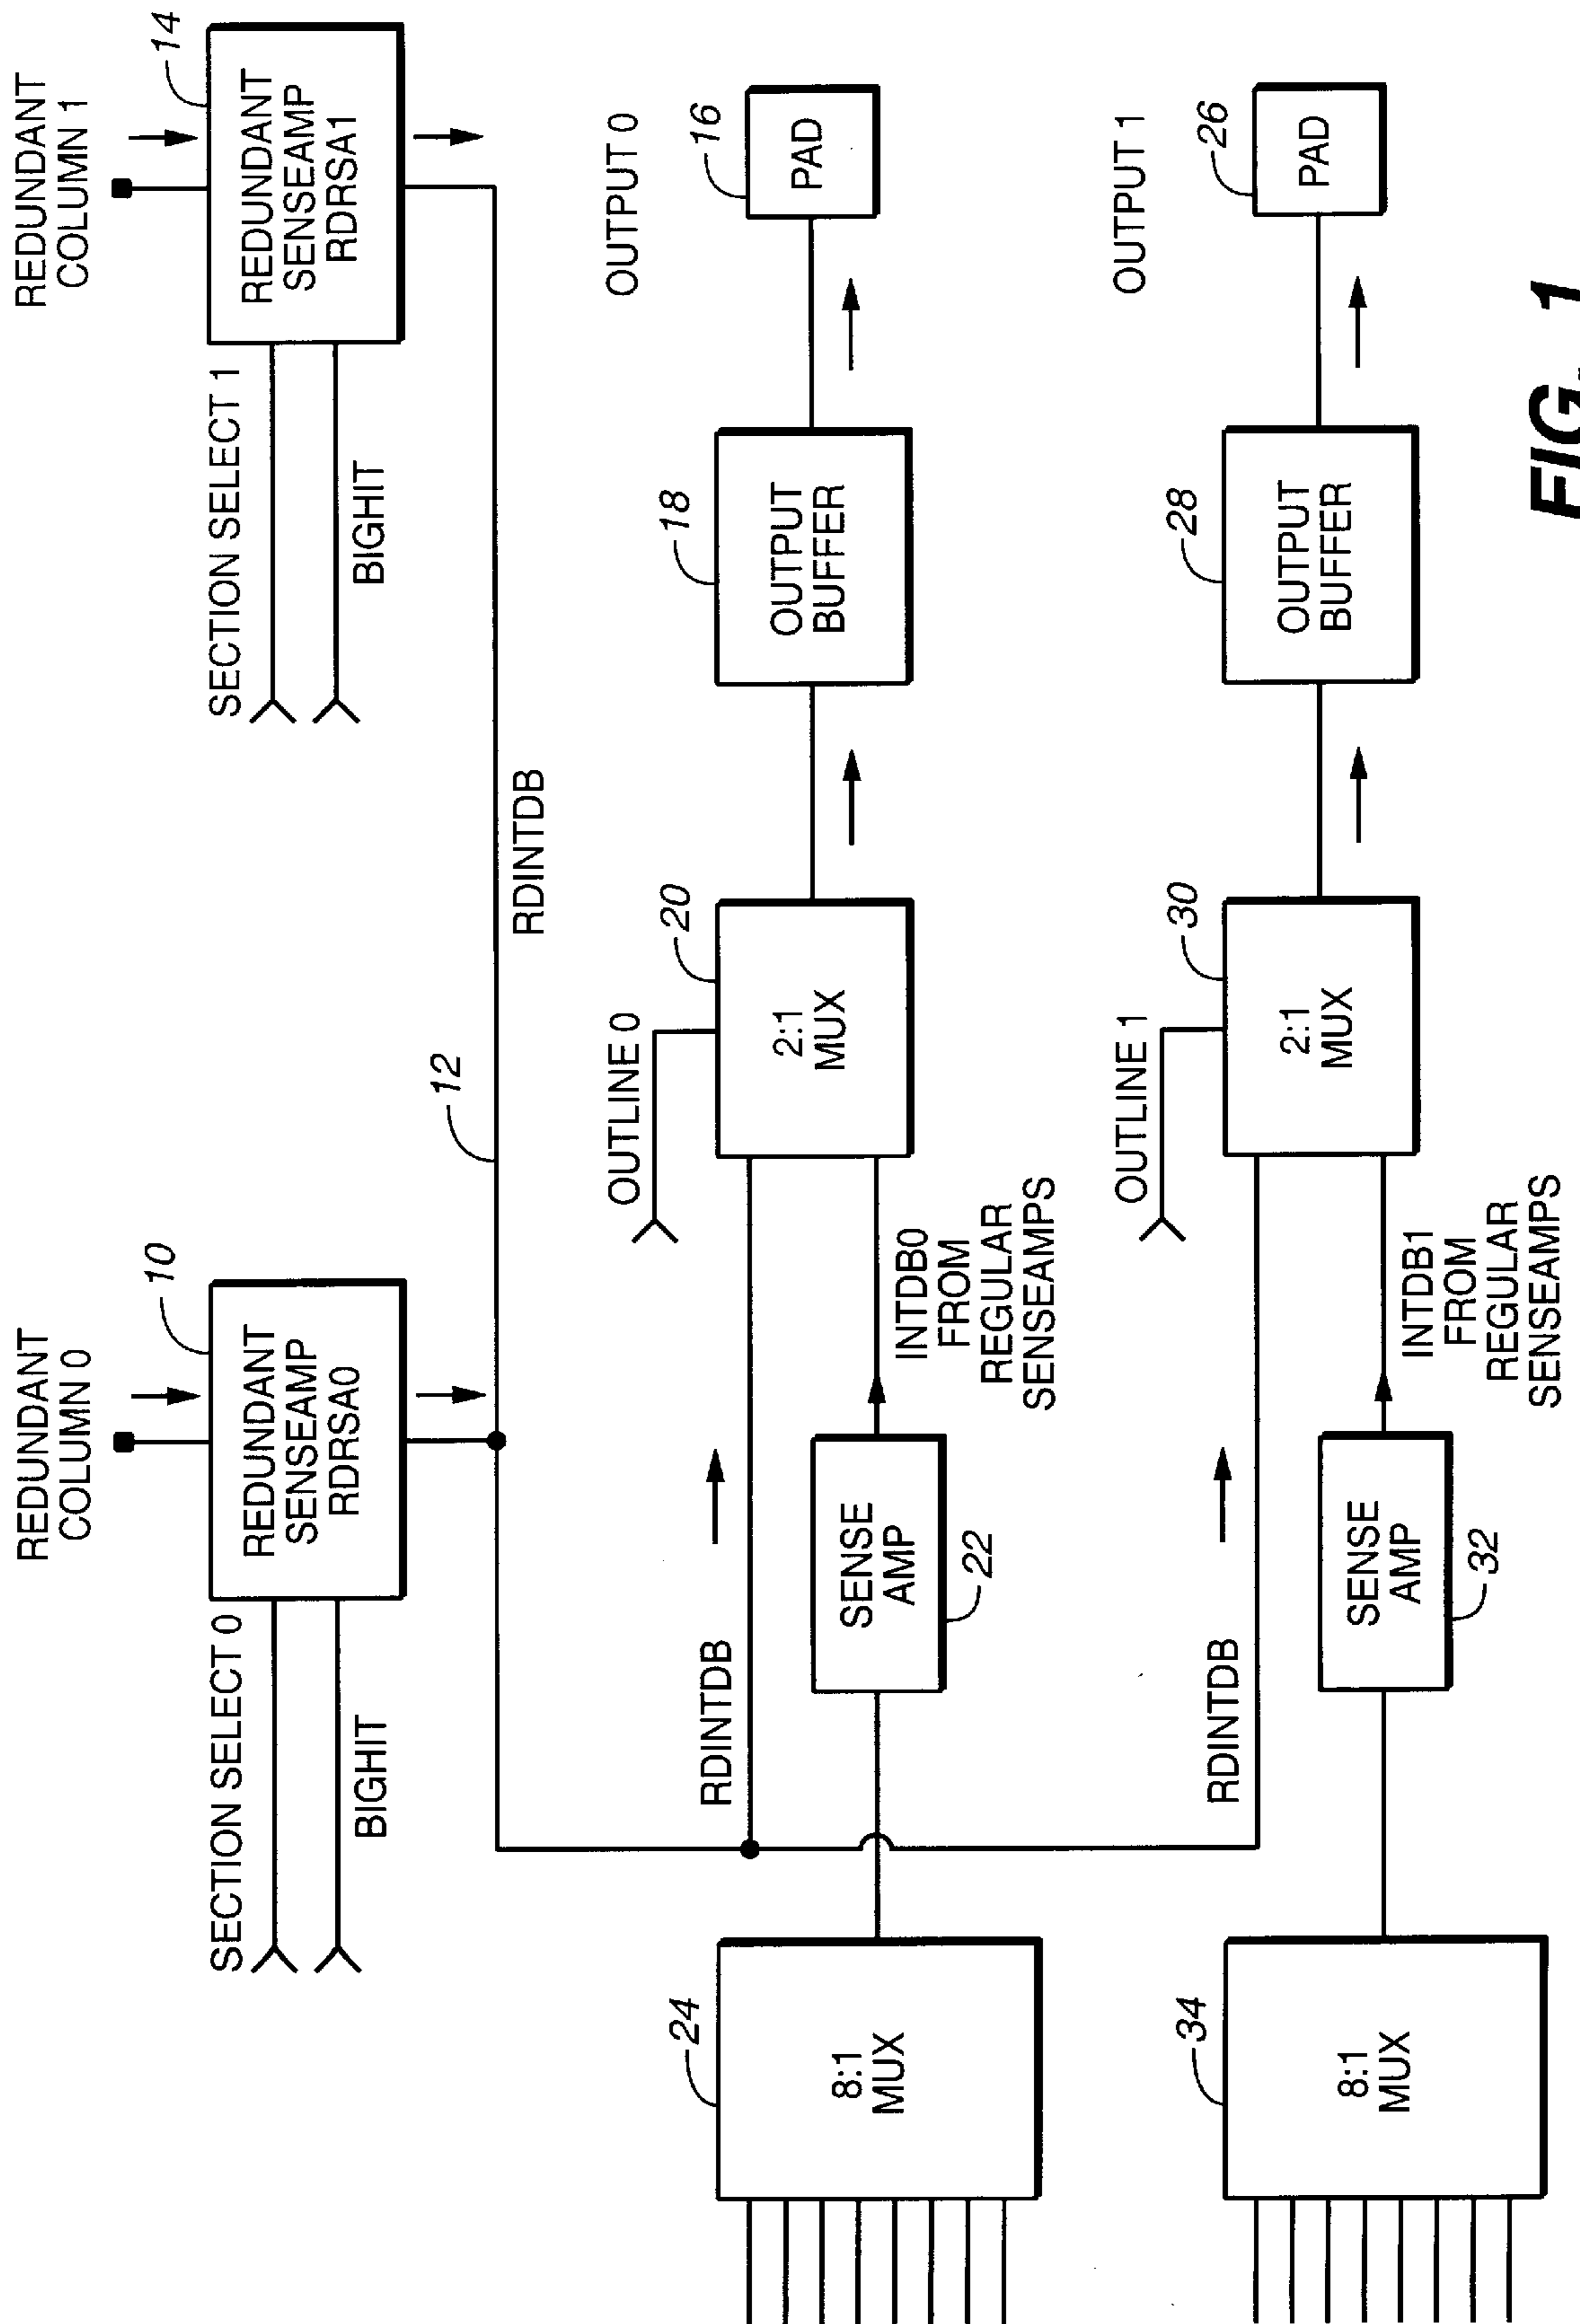 REDUNDANT
COLUMN 0
10
REDUNDANT
SENSEAMP
RDRSA0
SECTION SELECT 0
BIGHIT
REDUNDANT
COLUMN 1
14
REDUNDANT
SENSEAMP
RDRSA1
SECTION SELECT 1
BIGHIT
12
RDINTDB
24
8:1
MUX
RDINTDB
SENSE
AMP
22
INTDB0
FROM
REGULAR
SENSEAMPS
OUTLINE 0
20
2:1
MUX
18
OUTPUT
BUFFER
OUTPUT 0
16
PAD
34
8:1
MUX
RDINTDB
SENSE
AMP
32
INTDB1
FROM
REGULAR
SENSEAMPS
OUTLINE 1
30
2:1
MUX
28
OUTPUT
BUFFER
OUTPUT 1
26
PAD
FIG. 1